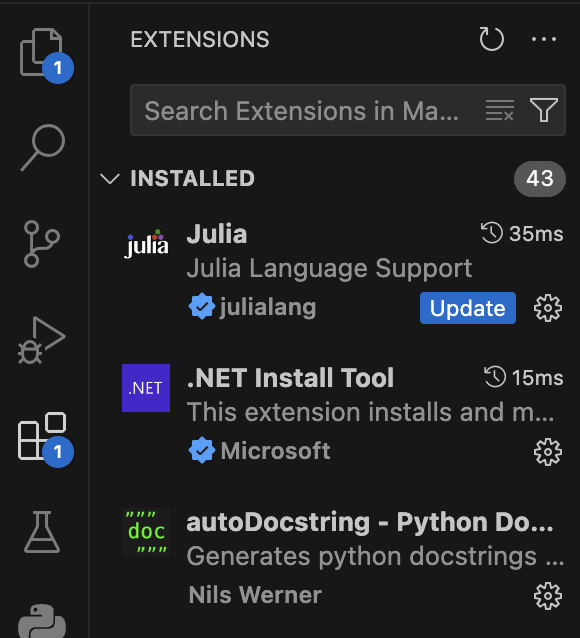 EXTENSIONS
1
Search Extensions in Ma...
INSTALLED
43
julia
Julia
35ms
Julia Language Support
julialang
Update
.NET
.NET Install Tool
15ms
This extension installs and m...
Microsoft
1
"""
doc
"""
autoDocstring - Python Do...
Generates python docstrings ...
Nils Werner